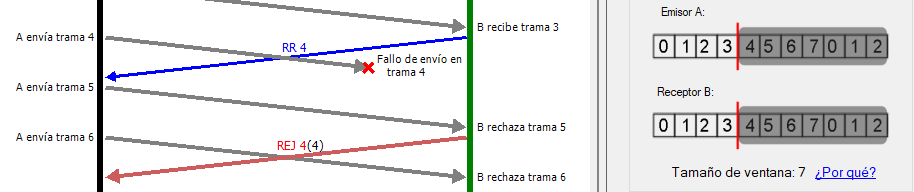 B recibe trama 3
A envía trama 4
RR 4
Fallo de envío en
trama 4
A envía trama 5
B rechaza trama 5
A envía trama 6
REJ 4(4)
B rechaza trama 6
Emisor A:
0 1 2 3 4 5 6 7 0 1 2
Receptor B:
0 1 2 3 4 5 6 7 0 1 2
Tamaño de ventana: 7 ¿Por qué?